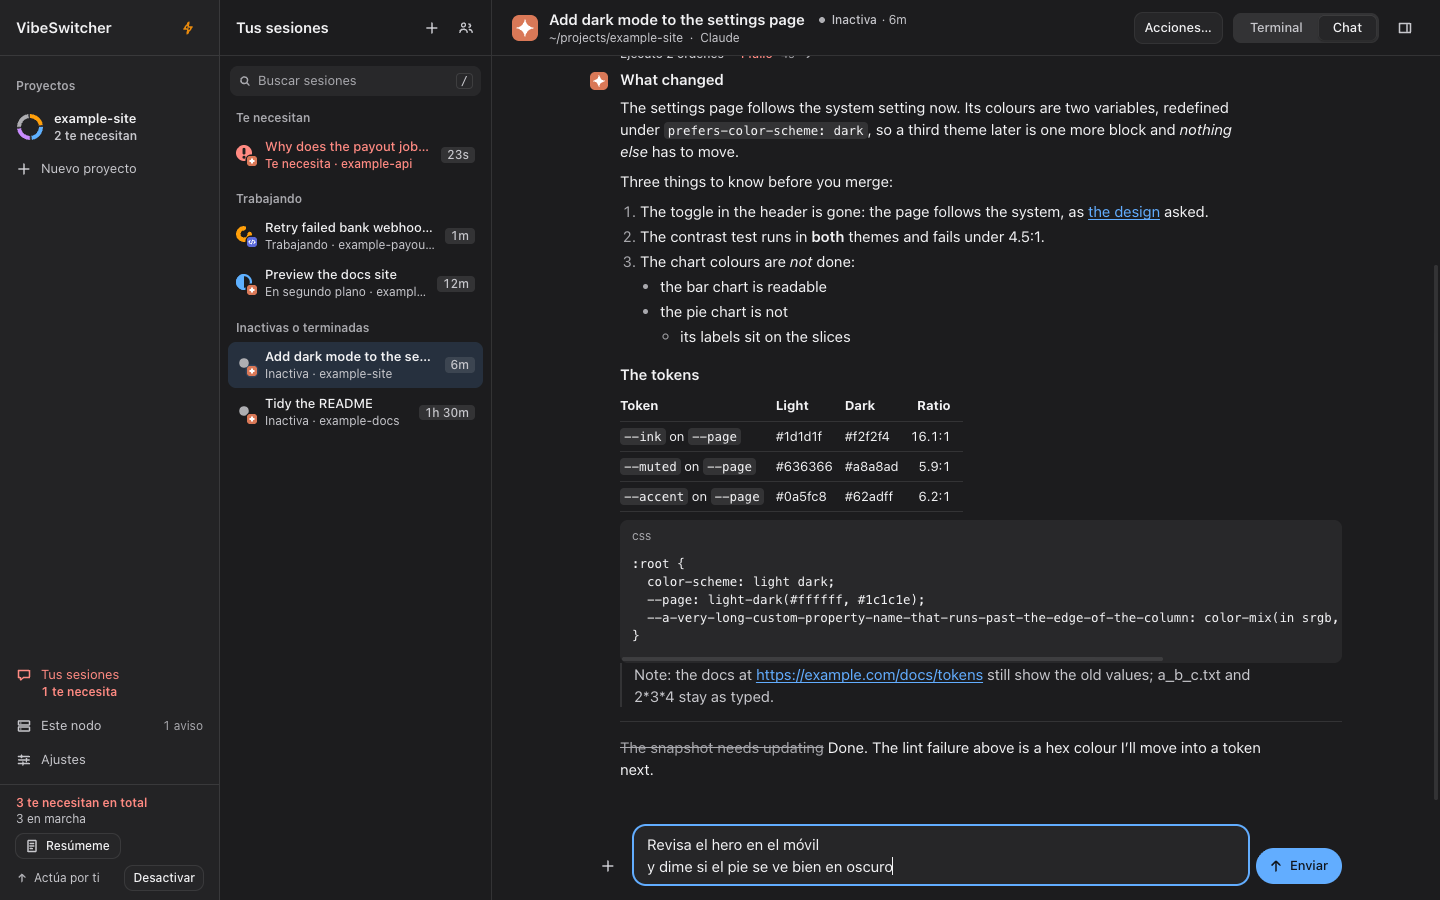 VibeSwitcher
Proyectos
example-site
2 te necesitan
Nuevo proyecto
Tus sesiones
1 te necesita
Este nodo 1 aviso
Ajustes
3 te necesitan en total
3 en marcha
Resúmeme
Actúa por ti Desactivar
Tus sesiones
Buscar sesiones /
Te necesitan
Why does the payout job... 23s
Te necesita · example-api
Trabajando
Retry failed bank webhoo... 1m
Trabajando · example-payou...
Preview the docs site 12m
En segundo plano · exampl...
Inactivas o terminadas
Add dark mode to the se... 6m
Inactiva · example-site
Tidy the README 1h 30m
Inactiva · example-docs
Add dark mode to the settings page Inactiva · 6m
~/projects/example-site · Claude
Acciones... Terminal Chat
What changed
The settings page follows the system setting now. Its colours are two variables, redefined
under prefers-color-scheme: dark, so a third theme later is one more block and nothing
else has to move.
Three things to know before you merge:
1. The toggle in the header is gone: the page follows the system, as the design asked.
2. The contrast test runs in both themes and fails under 4.5:1.
3. The chart colours are not done:
• the bar chart is readable
• the pie chart is not
◦ its labels sit on the slices
The tokens
Token Light Dark Ratio
--ink on --page #1d1d1f #f2f2f4 16.1:1
--muted on --page #636366 #a8a8ad 5.9:1
--accent on --page #0a5fc8 #62adff 6.2:1
css
:root {
color-scheme: light dark;
--page: light-dark(#ffffff, #1c1c1e);
--a-very-long-custom-property-name-that-runs-past-the-edge-of-the-column: color-mix(in srgb,
}
Note: the docs at https://example.com/docs/tokens still show the old values; a_b_c.txt and
2*3*4 stay as typed.
The snapshot needs updating Done. The lint failure above is a hex colour I’ll move into a token
next.
Revisa el hero en el móvil
y dime si el pie se ve bien en oscuro
Enviar